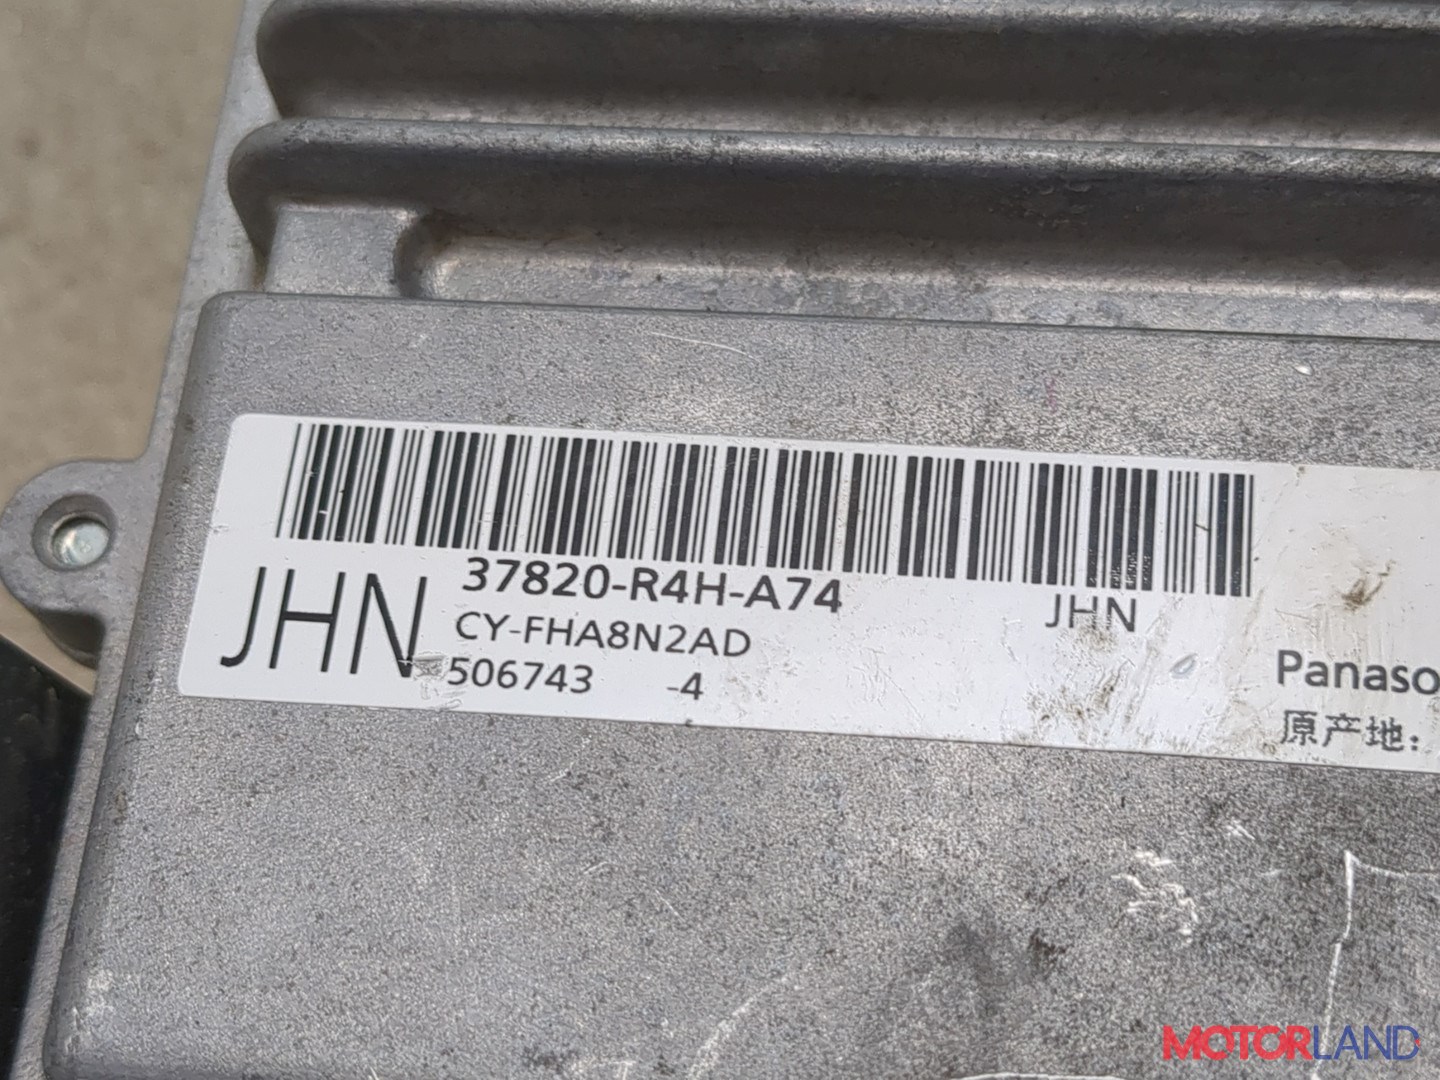 JHN
37820-R4H-A74
CY-FHA8N2AD
506743 -4
JHN
Panaso
原产地:
MOTORLAND